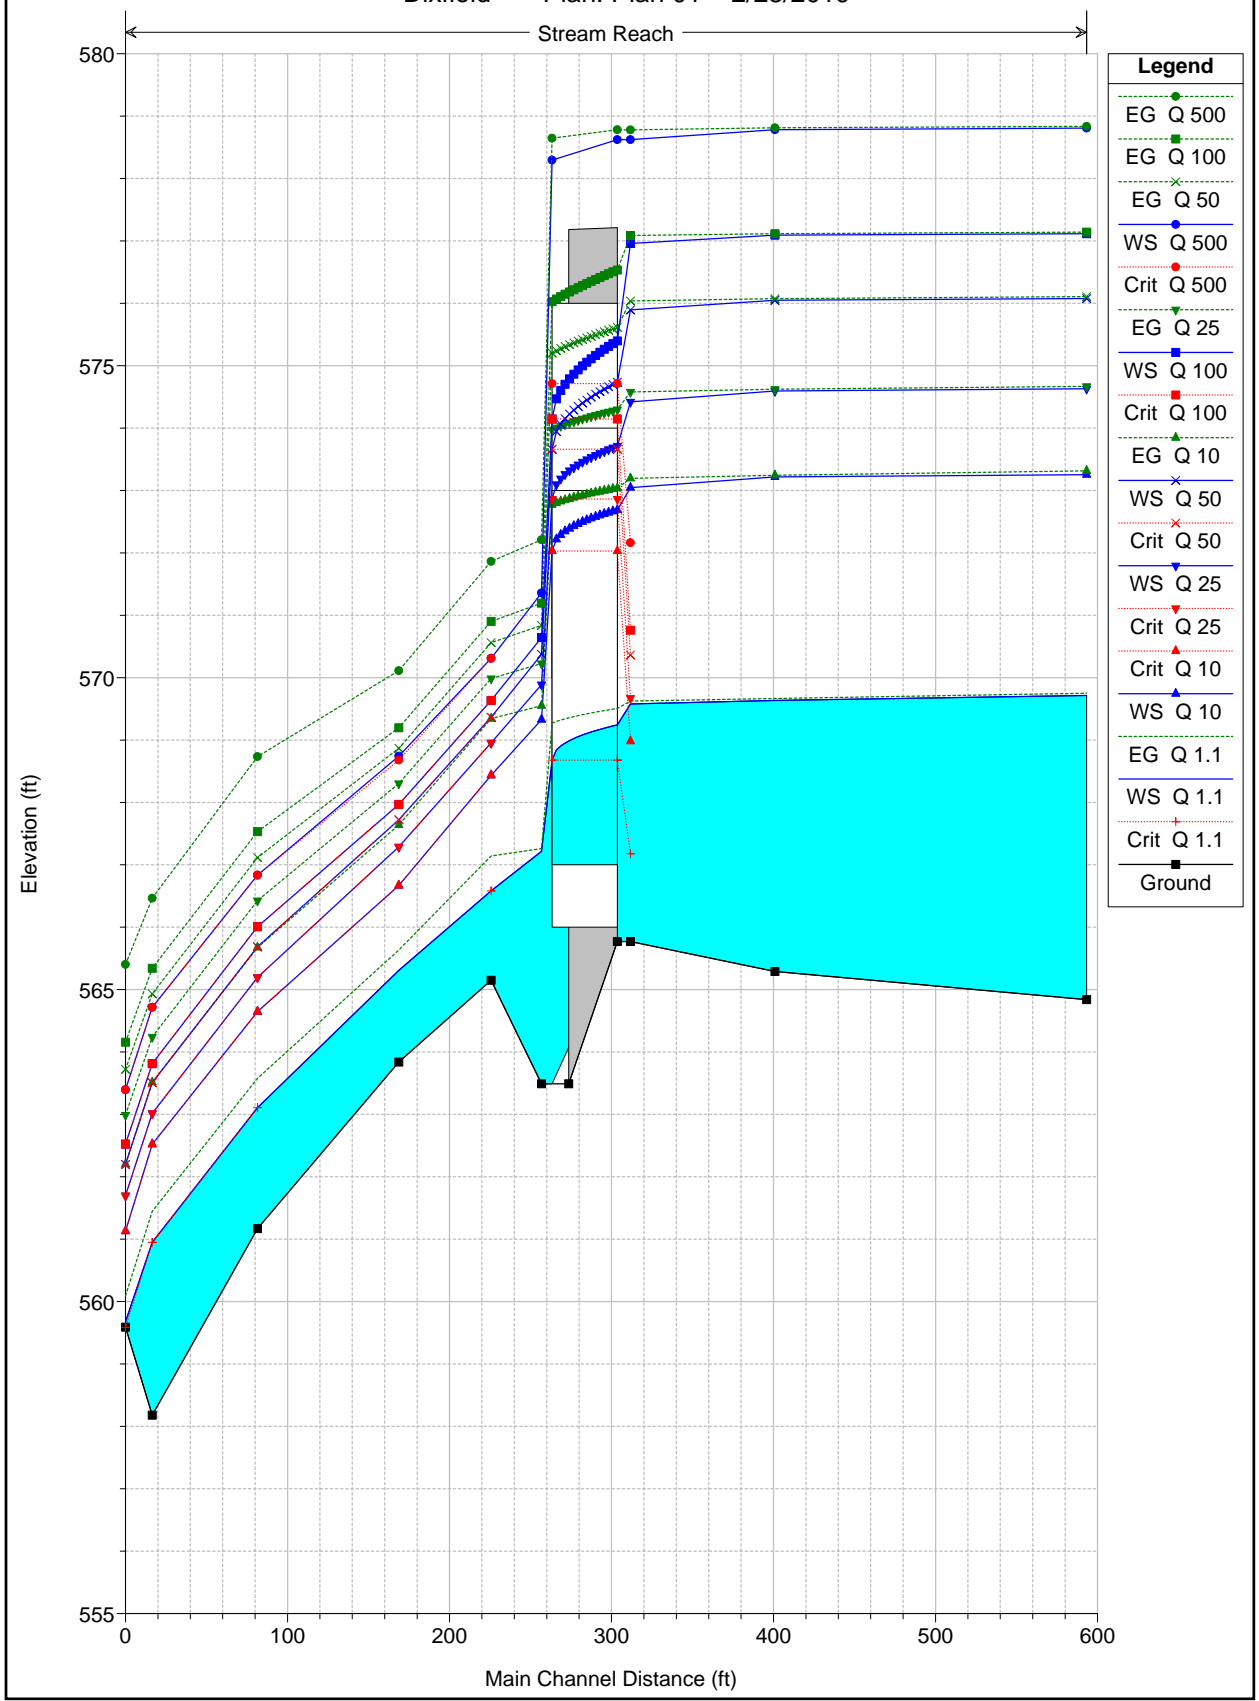 Stream Reach
580
575
570
565
560
555
0
100
200
300
400
500
600
Main Channel Distance (ft)
Elevation (ft)
Legend
EG Q 500
EG Q 100
EG Q 50
WS Q 500
Crit Q 500
EG Q 25
WS Q 100
Crit Q 100
EG Q 10
WS Q 50
Crit Q 50
WS Q 25
Crit Q 25
Crit Q 10
WS Q 10
EG Q 1.1
WS Q 1.1
Crit Q 1.1
Ground